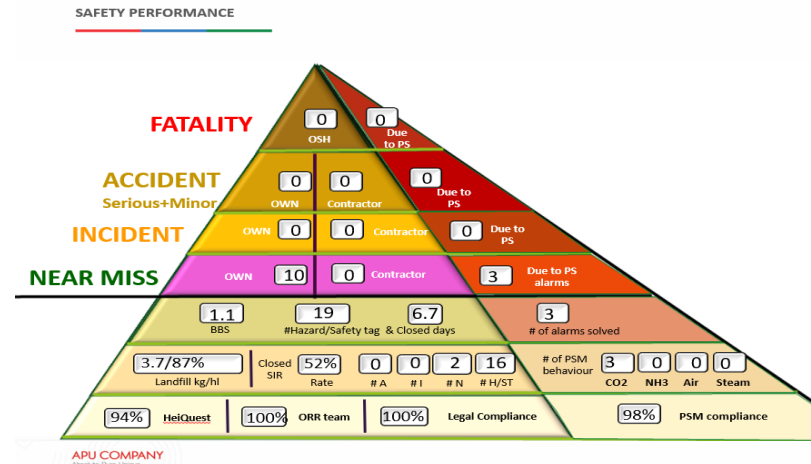 SAFETY PERFORMANCE
FATALITY
0
OSH
0
Due
to PS
ACCIDENT
Serious+Minor
0
OWN
0
Contractor
0
Due to
PS
INCIDENT
OWN 0
0 Contractor
0 Due to
PS
NEAR MISS
OWN 10
0 Contractor
3 Due to PS
alarms
1.1
BBS
19 6.7
#Hazard/Safety tag & Closed days
3
# of alarms solved
3.7/87%
Landfill kg/hl
Closed
SIR
52%
Rate
0 0 2 16
# A # I # N # H/ST
# of PSM
behaviour
3 0 0 0
CO2 NH3 Air Steam
94% HeiQuest
100% ORR team
100% Legal Compliance
98% PSM compliance
APU COMPANY